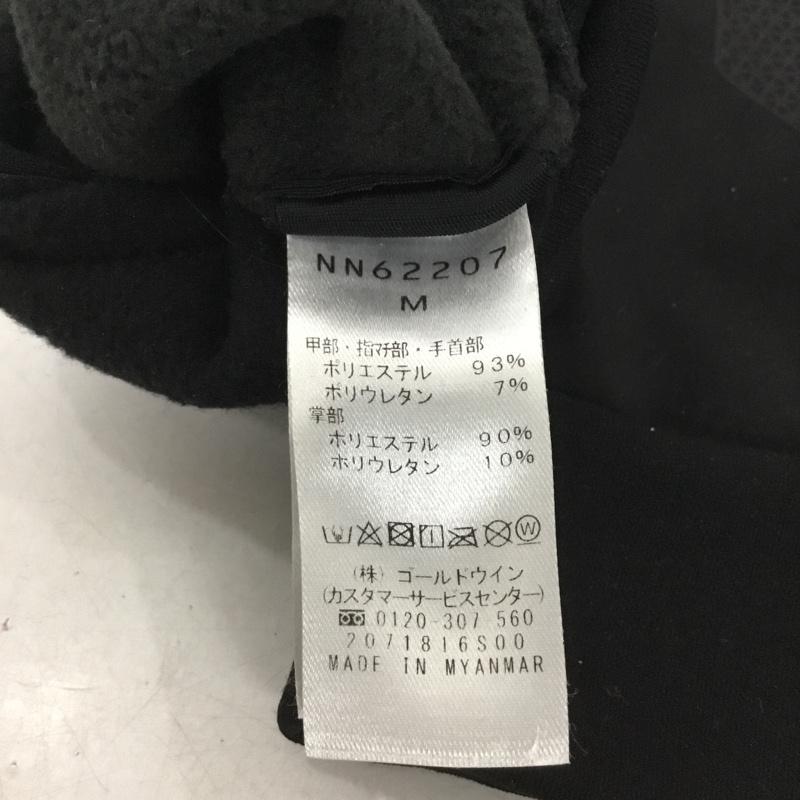 NN62207
M
甲部・指マチ部・手首部
ポリエステル 93%
ポリウレタン 7%
掌部
ポリエステル 90%
ポリウレタン 10%
W
(株) ゴールドウイン
(カスタマーサービスセンター)
0120-307 560
2071816S00
MADE IN MYANMAR